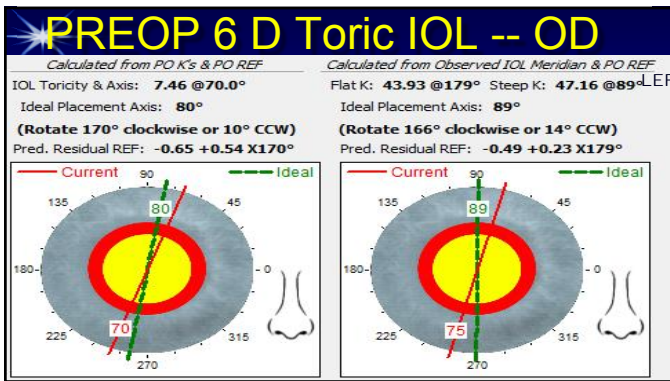 PREOP 6 D Toric IOL -- OD
Calculated from PO K's & PO REF
IOL Toricity & Axis: 7.46 @70.0°
Ideal Placement Axis: 80°
(Rotate 170° clockwise or 10° CCW)
Pred. Residual REF: -0.65 +0.54 X170°
Current 90 Ideal
135 80 45
180 0
70
225 315
270
Calculated from Observed IOL Meridian & PO REF
Flat K: 43.93 @179° Steep K: 47.16 @89° LEF
Ideal Placement Axis: 89°
(Rotate 166° clockwise or 14° CCW)
Pred. Residual REF: -0.49 +0.23 X179°
Current 90 Ideal
135 89 45
180 0
75
225 315
270